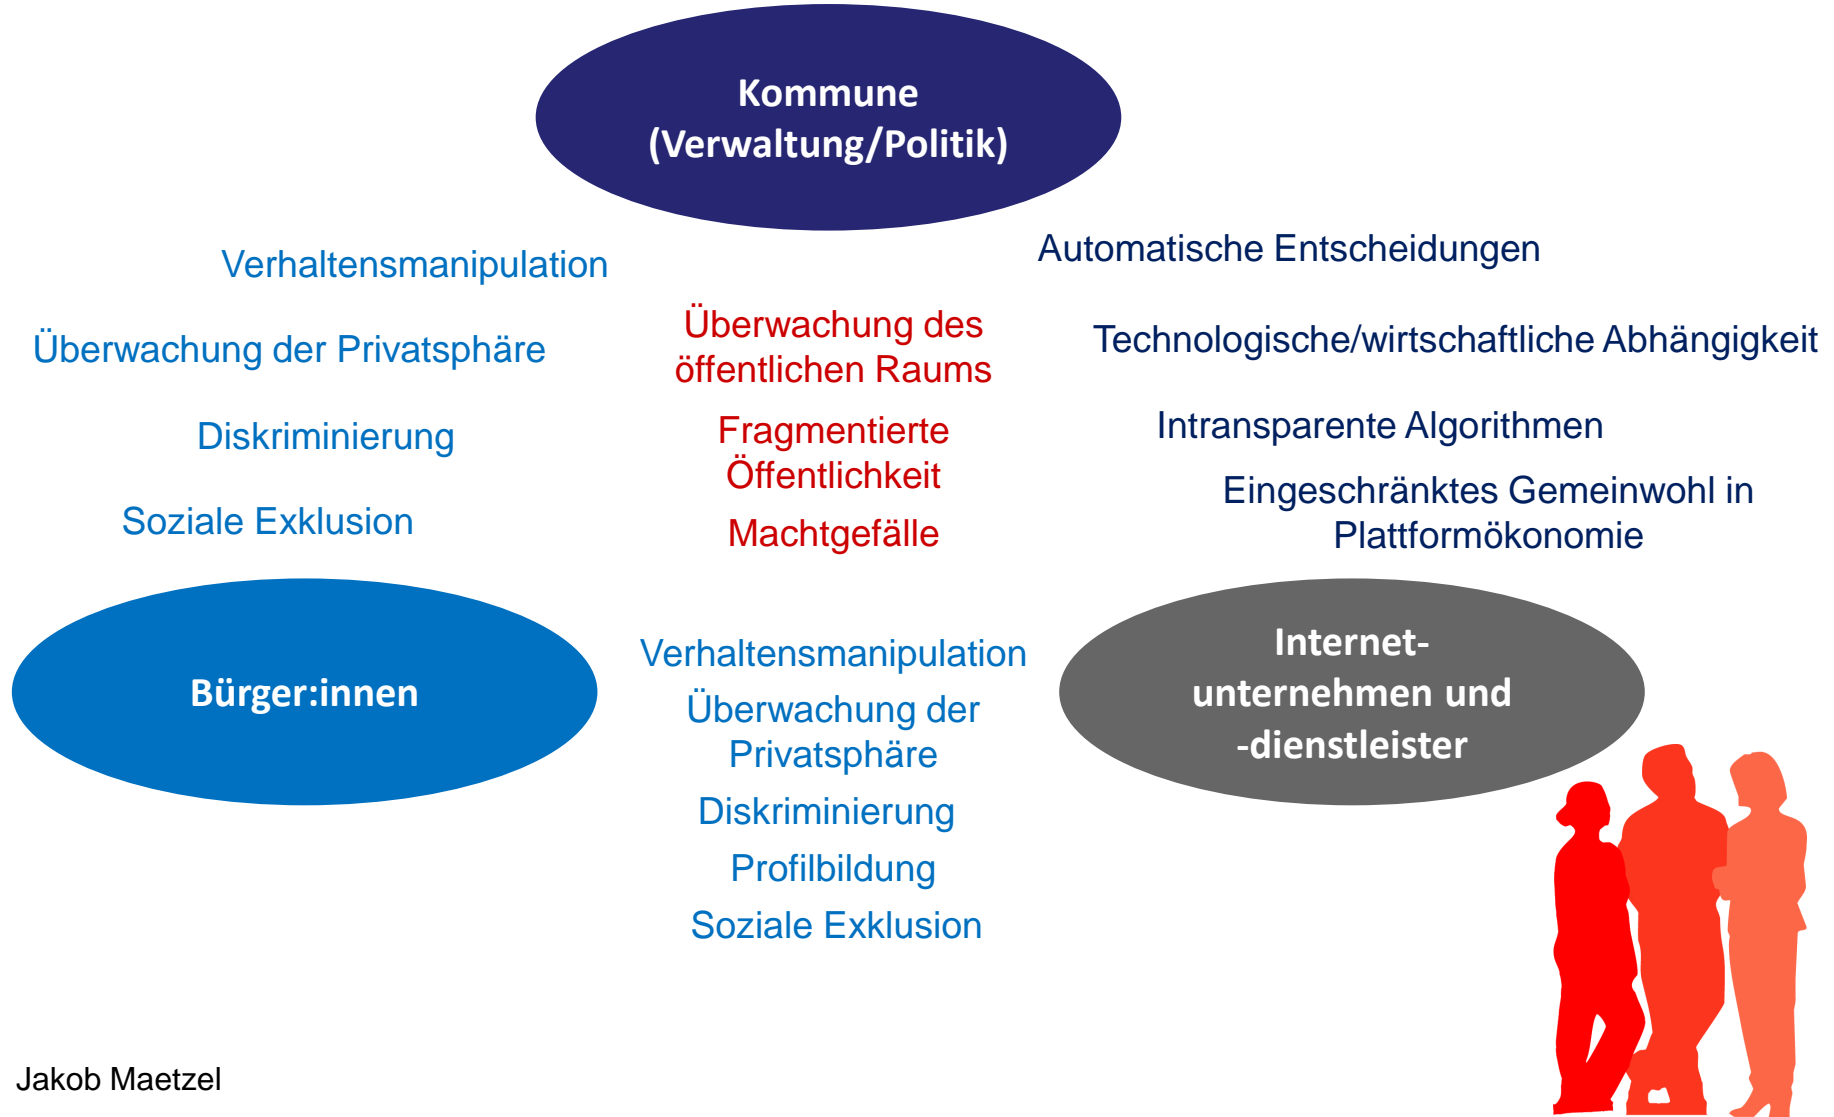 Kommune
(Verwaltung/Politik)
Verhaltensmanipulation
Überwachung der Privatsphäre
Diskriminierung
Soziale Exklusion
Überwachung des
öffentlichen Raums
Fragmentierte
Öffentlichkeit
Machtgefälle
Automatische Entscheidungen
Technologische/wirtschaftliche Abhängigkeit
Intransparente Algorithmen
Eingeschränktes Gemeinwohl in
Plattformökonomie
Bürger:innen
Verhaltensmanipulation
Überwachung der
Privatsphäre
Diskriminierung
Profilbildung
Soziale Exklusion
Internet-
unternehmen und
-dienstleister
Jakob Maetzel